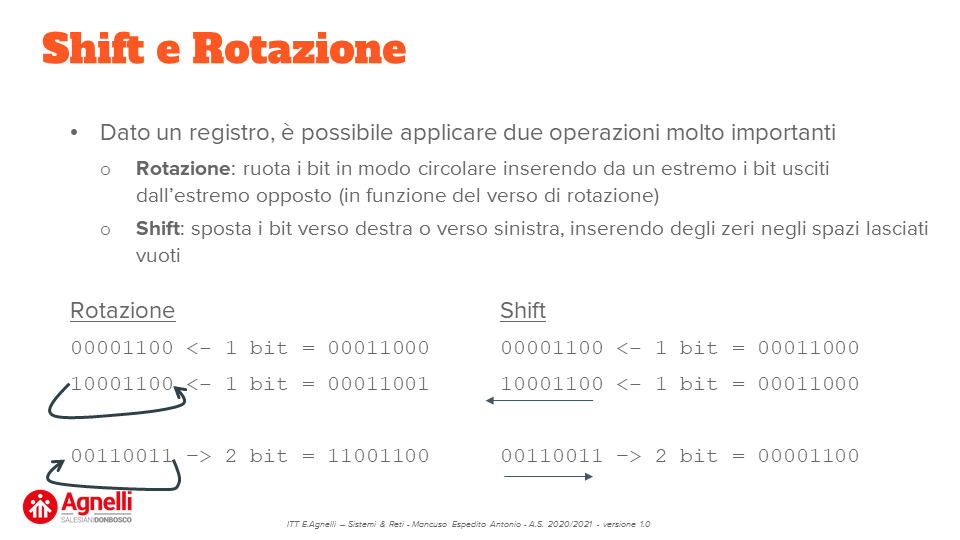 Shift e Rotazione
• Dato un registro, è possibile applicare due operazioni molto importanti
o Rotazione: ruota i bit in modo circolare inserendo da un estremo i bit usciti
dall'estremo opposto (in funzione del verso di rotazione)
o Shift: sposta i bit verso destra o verso sinistra, inserendo degli zeri negli spazi lasciati
vuoti
Rotazione
00001100 <– 1 bit = 00011000
10001100 <– 1 bit = 00011001
00110011 –> 2 bit = 11001100
Shift
00001100 <– 1 bit = 00011000
10001100 <– 1 bit = 00011000
00110011 –> 2 bit = 00001100
Agnelli
SALESIANIDONBOSCO
ITT E.Agnelli – Sistemi & Reti - Mancuso Espedito Antonio - A.S. 2020/2021 - versione 1.0